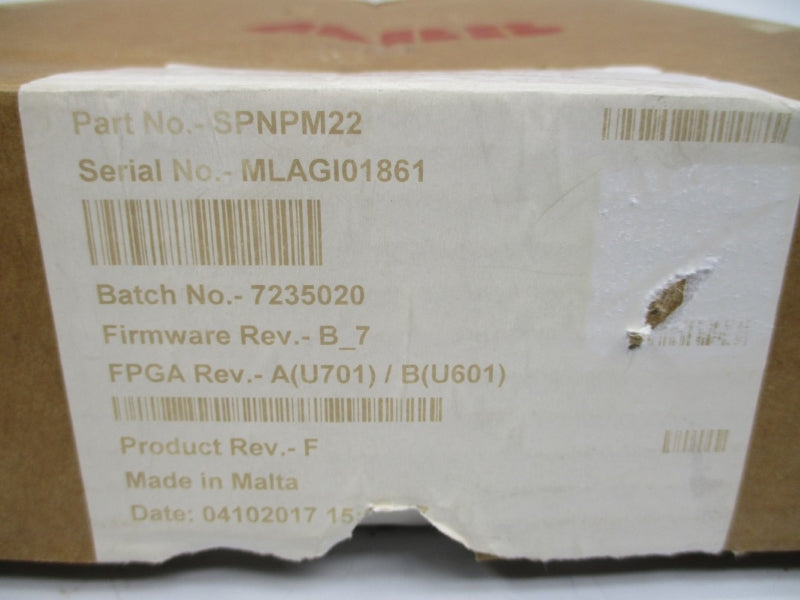 Part No.- SPNPM22
Serial No.- MLAGI01861
Batch No.- 7235020
Firmware Rev.- B_7
FPGA Rev.- A(U701) / B(U601)
Product Rev.- F
Made in Malta
Date: 04102017 15: